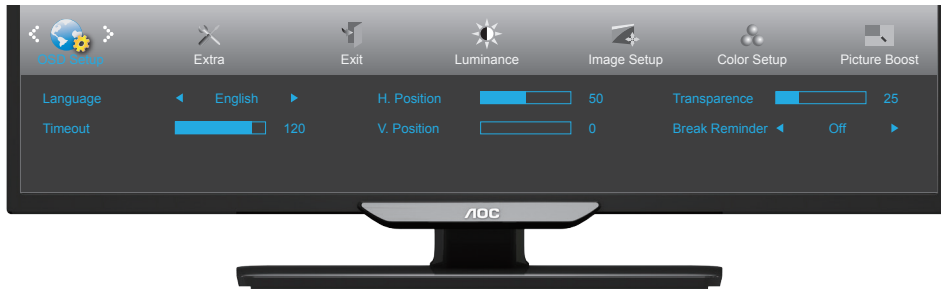 OSD Setup Extra Exit Luminance Image Setup Color Setup Picture Boost
Language English H. Position 50 Transparence 25
Timeout 120 V. Position 0 Break Reminder Off
AOC